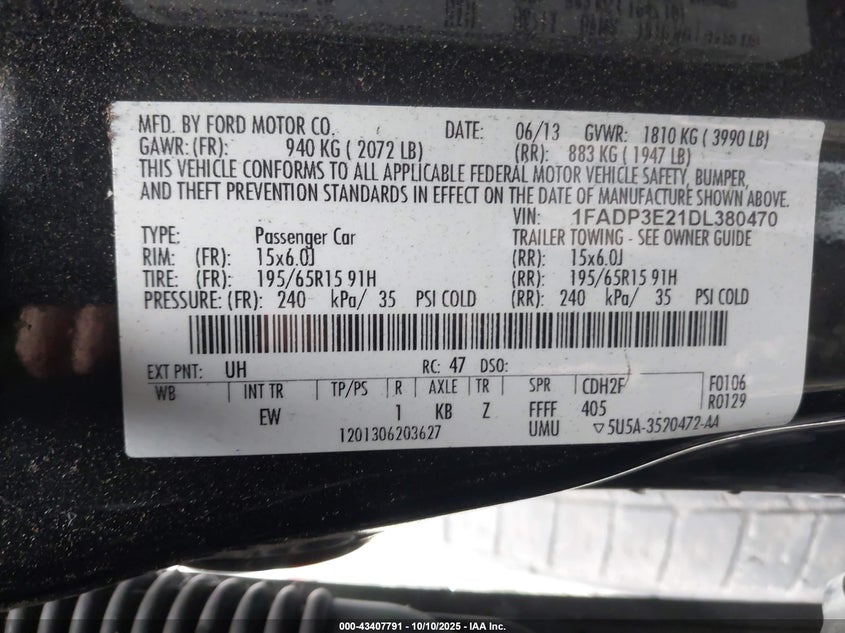 MFD. BY FORD MOTOR CO. DATE: 06/13 GVWR: 1810 KG ( 3990 LB)
GAWR: (FR): 940 KG ( 2072 LB) (RR): 883 KG ( 1947 LB)
THIS VEHICLE CONFORMS TO ALL APPLICABLE FEDERAL MOTOR VEHICLE SAFETY, BUMPER,
AND THEFT PREVENTION STANDARDS IN EFFECT ON THE DATE OF MANUFACTURE SHOWN ABOVE.
VIN: 1FADP3E21DL380470
TYPE: Passenger Car TRAILER TOWING - SEE OWNER GUIDE
RIM: (FR): 15x6.0J (RR): 15x6.0J
TIRE: (FR): 195/65R15 91H (RR): 195/65R15 91H
PRESSURE: (FR): 240 kPa/ 35 PSI COLD (RR): 240 kPa/ 35 PSI COLD
EXT PNT: UH RC: 47 DSO:
WB INT TR TP/PS R AXLE TR SPR CDH2F F0106
EW 1 KB Z FFFF 405 R0129
1201306203627 UMU ▽5U5A-3520472-AA
000-43407791 - 10/10/2025 - IAA Inc.